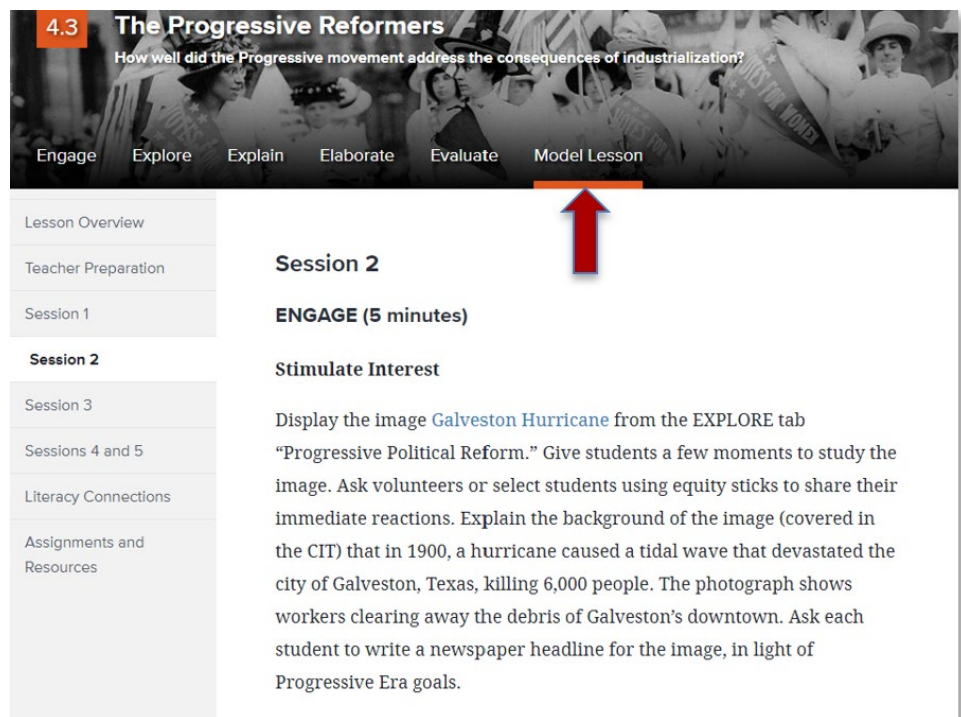 4.3
The Progressive Reformers
How well did the Progressive movement address the consequences of industrialization?
VOTES FOR WOMEN
Engage Explore Explain Elaborate Evaluate Model Lesson
Lesson Overview
Teacher Preparation
Session 1
Session 2
Session 3
Sessions 4 and 5
Literacy Connections
Assignments and
Resources
Session 2
ENGAGE (5 minutes)
Stimulate Interest
Display the image Galveston Hurricane from the EXPLORE tab
“Progressive Political Reform.” Give students a few moments to study the
image. Ask volunteers or select students using equity sticks to share their
immediate reactions. Explain the background of the image (covered in
the CIT) that in 1900, a hurricane caused a tidal wave that devastated the
city of Galveston, Texas, killing 6,000 people. The photograph shows
workers clearing away the debris of Galveston’s downtown. Ask each
student to write a newspaper headline for the image, in light of
Progressive Era goals.